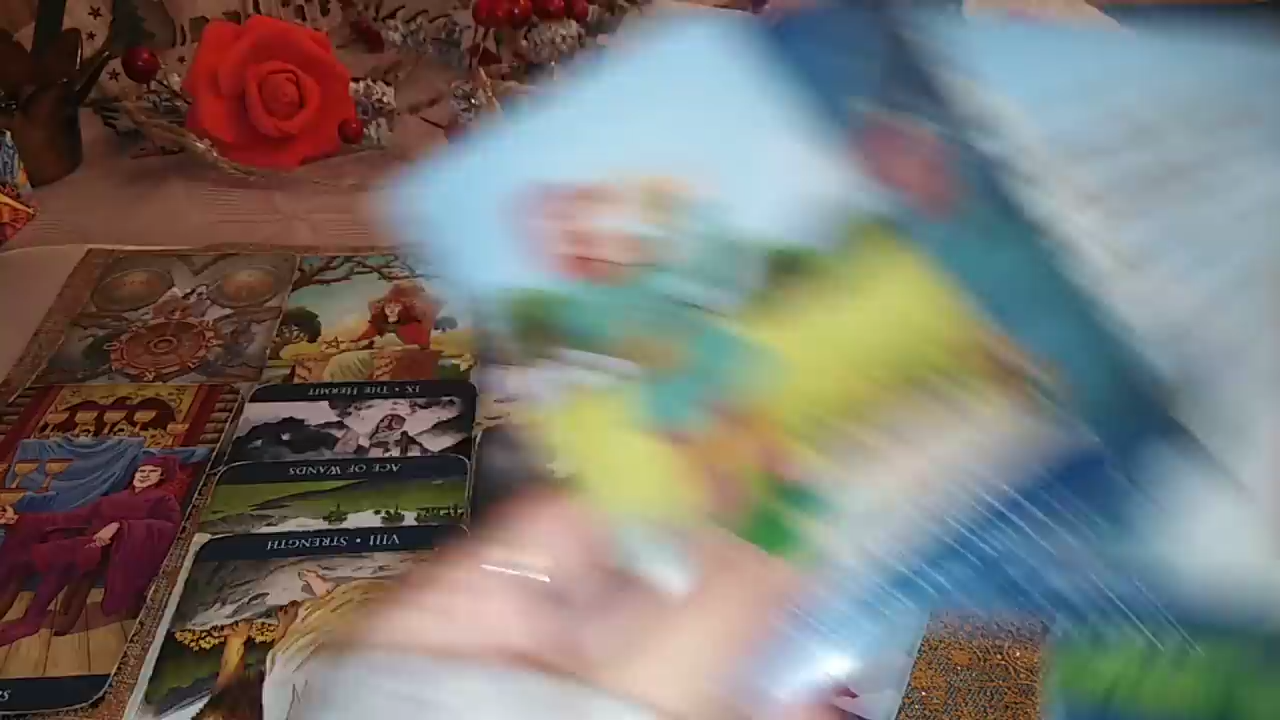 IX • THE HERMIT
ACE OF WANDS
VIII • STRENGTH